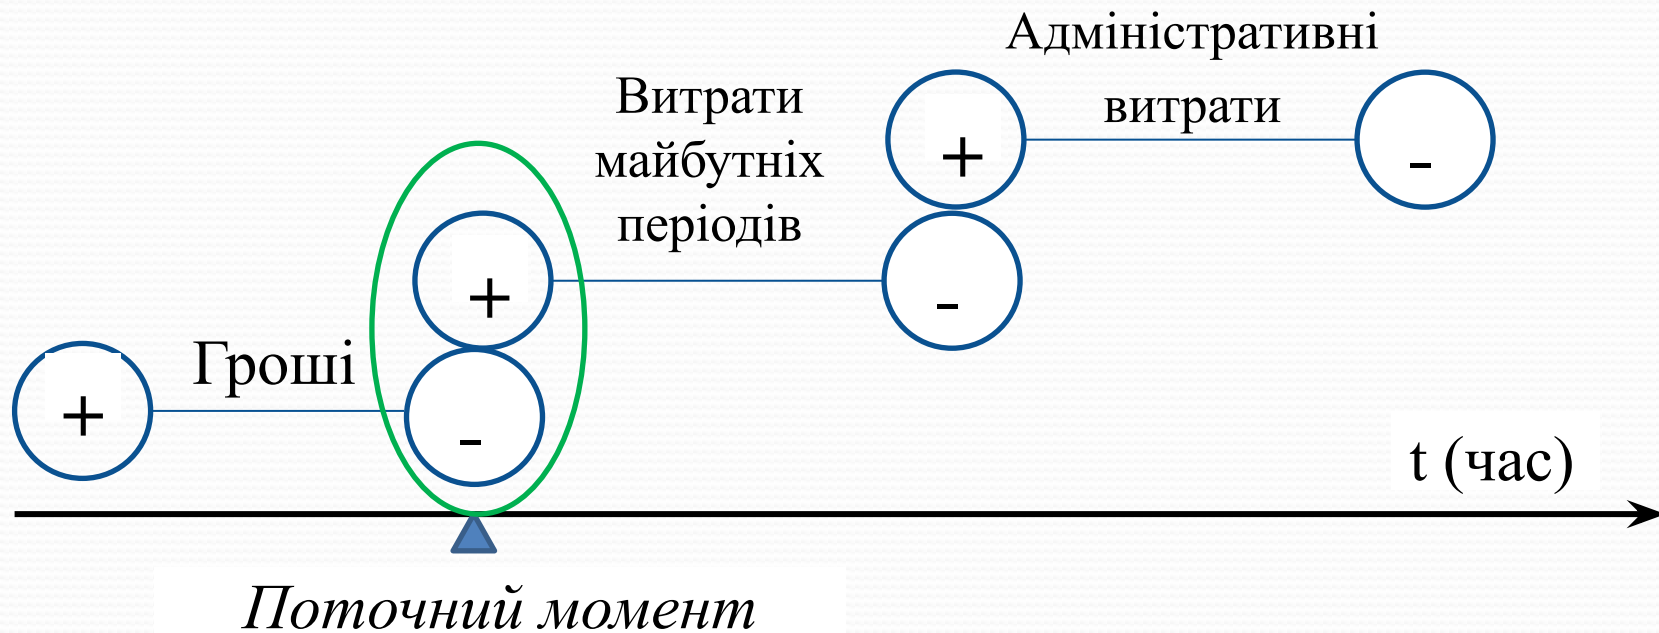 Адміністративні
витрати
Витрати
майбутніх
періодів
+
-
+
-
Гроші
+
-
t (час)
Поточний момент